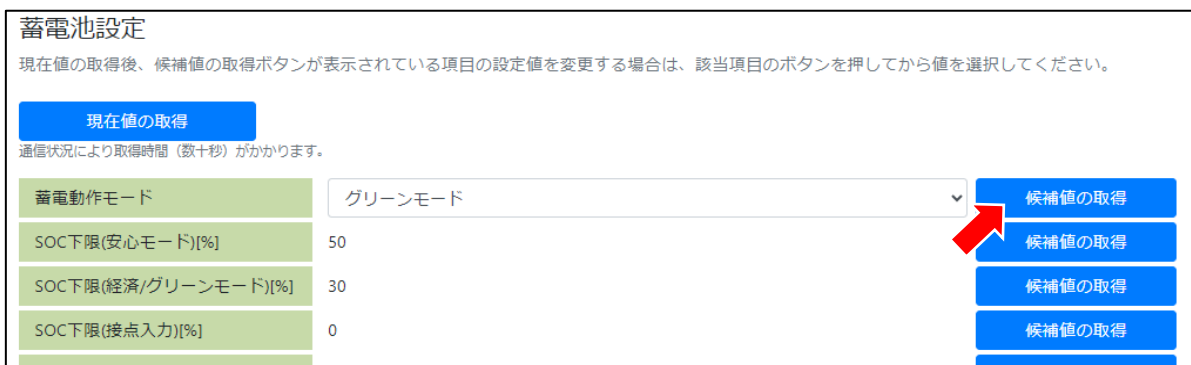 蓄電池設定
現在値の取得後、候補値の取得ボタンが表示されている項目の設定値を変更する場合は、該当項目のボタンを押してから値を選択してください。
現在値の取得
通信状況により取得時間（数十秒）がかかります。
蓄電動作モード グリーンモード 候補値の取得
SOC下限(安心モード)[%] 50 候補値の取得
SOC下限(経済/グリーンモード)[%] 30 候補値の取得
SOC下限(接点入力)[%] 0 候補値の取得